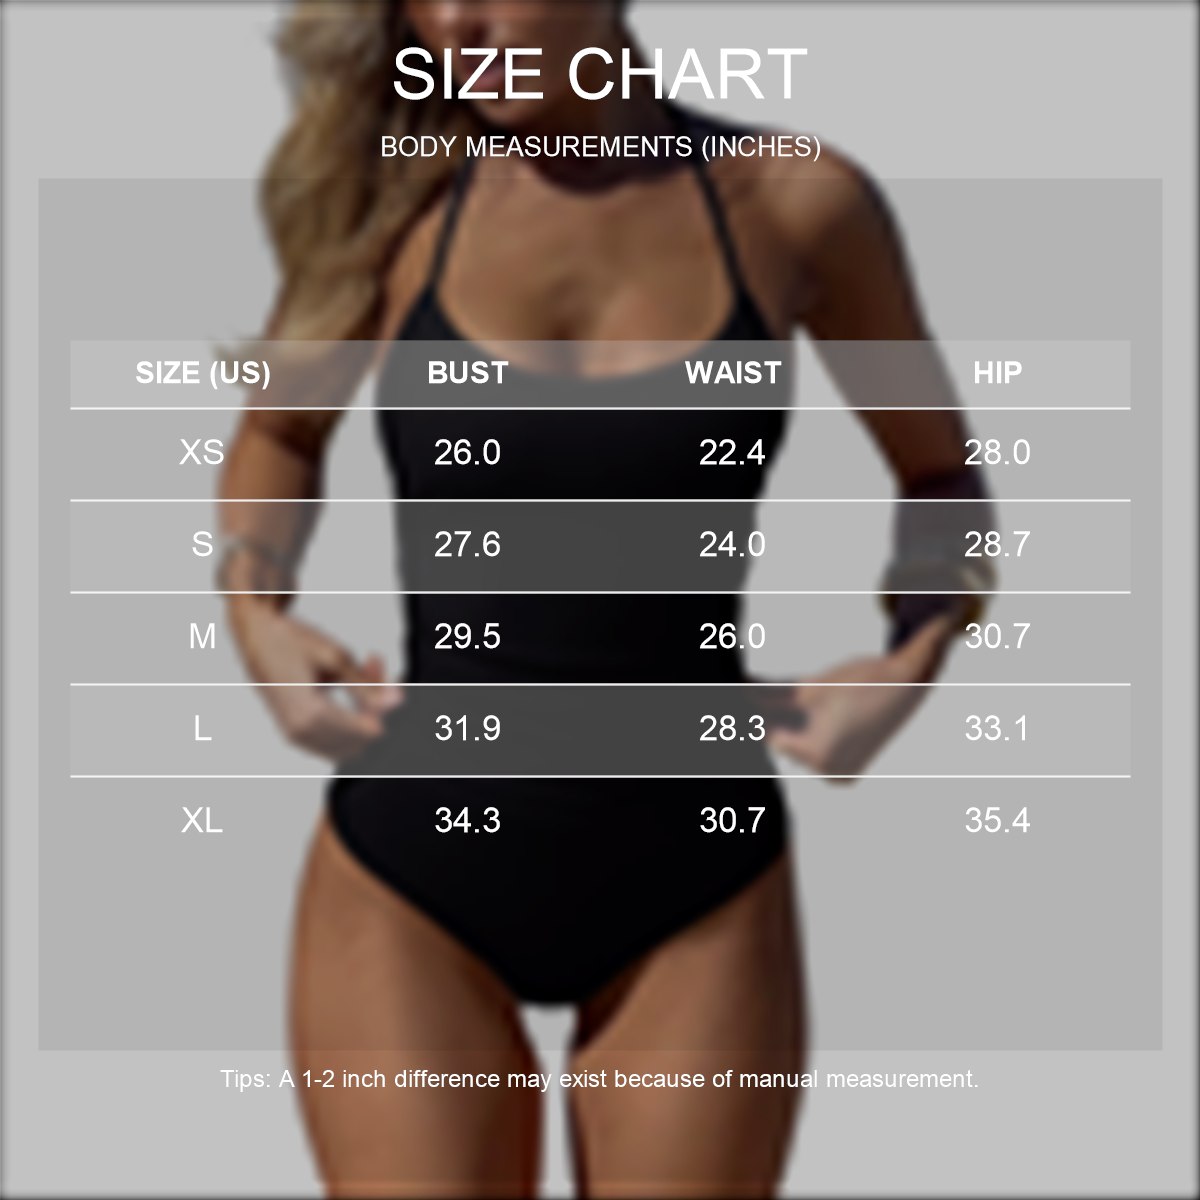 SIZE CHART
BODY MEASUREMENTS (INCHES)
SIZE (US) BUST WAIST HIP
XS 26.0 22.4 28.0
S 27.6 24.0 28.7
M 29.5 26.0 30.7
L 31.9 28.3 33.1
XL 34.3 30.7 35.4
Tips: A 1-2 inch difference may exist because of manual measurement.